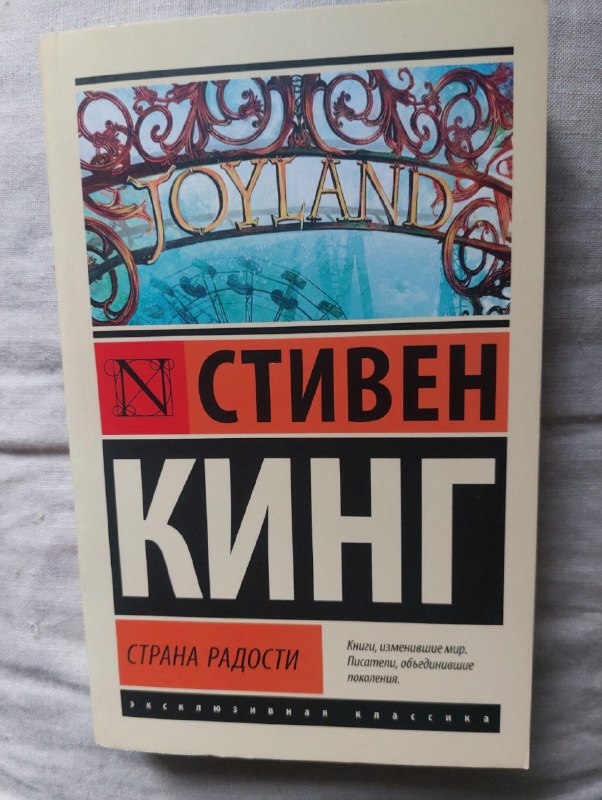 JOYLAND
N
СТИВЕН
КИНГ
СТРАНА РАДОСТИ
Книги, изменившие мир.
Писатели, объединившие
поколения.
эксклюзивная классика